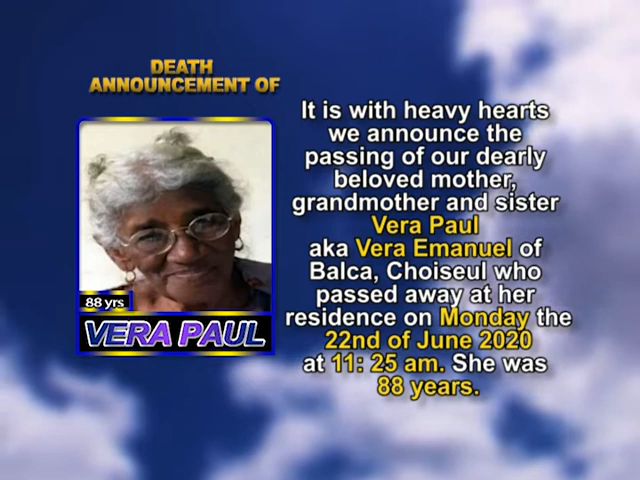 DEATH
ANNOUNCEMENT OF
88 yrs
VERA PAUL
It is with heavy hearts
we announce the
passing of our dearly
beloved mother,
grandmother and sister
Vera Paul
aka Vera Emanuel of
Balca, Choiseul who
passed away at her
residence on Monday the
22nd of June 2020
at 11: 25 am. She was
88 years.